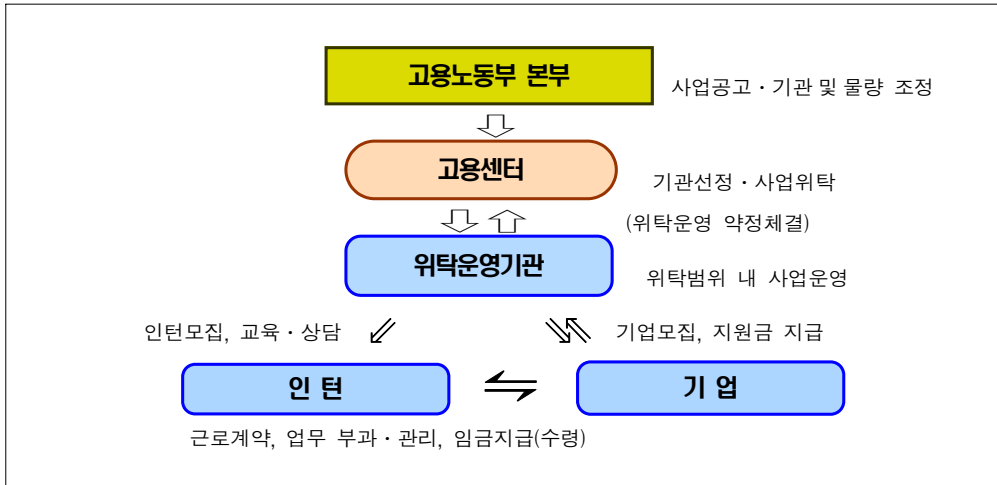 고용노동부 본부
사업공고・기관 및 물량 조정
고용센터
기관선정・사업위탁
(위탁운영 약정체결)
위탁운영기관
위탁범위 내 사업운영
인턴모집, 교육・상담
기업모집, 지원금 지급
인 턴
기 업
근로계약, 업무 부과・관리, 임금지급(수령)